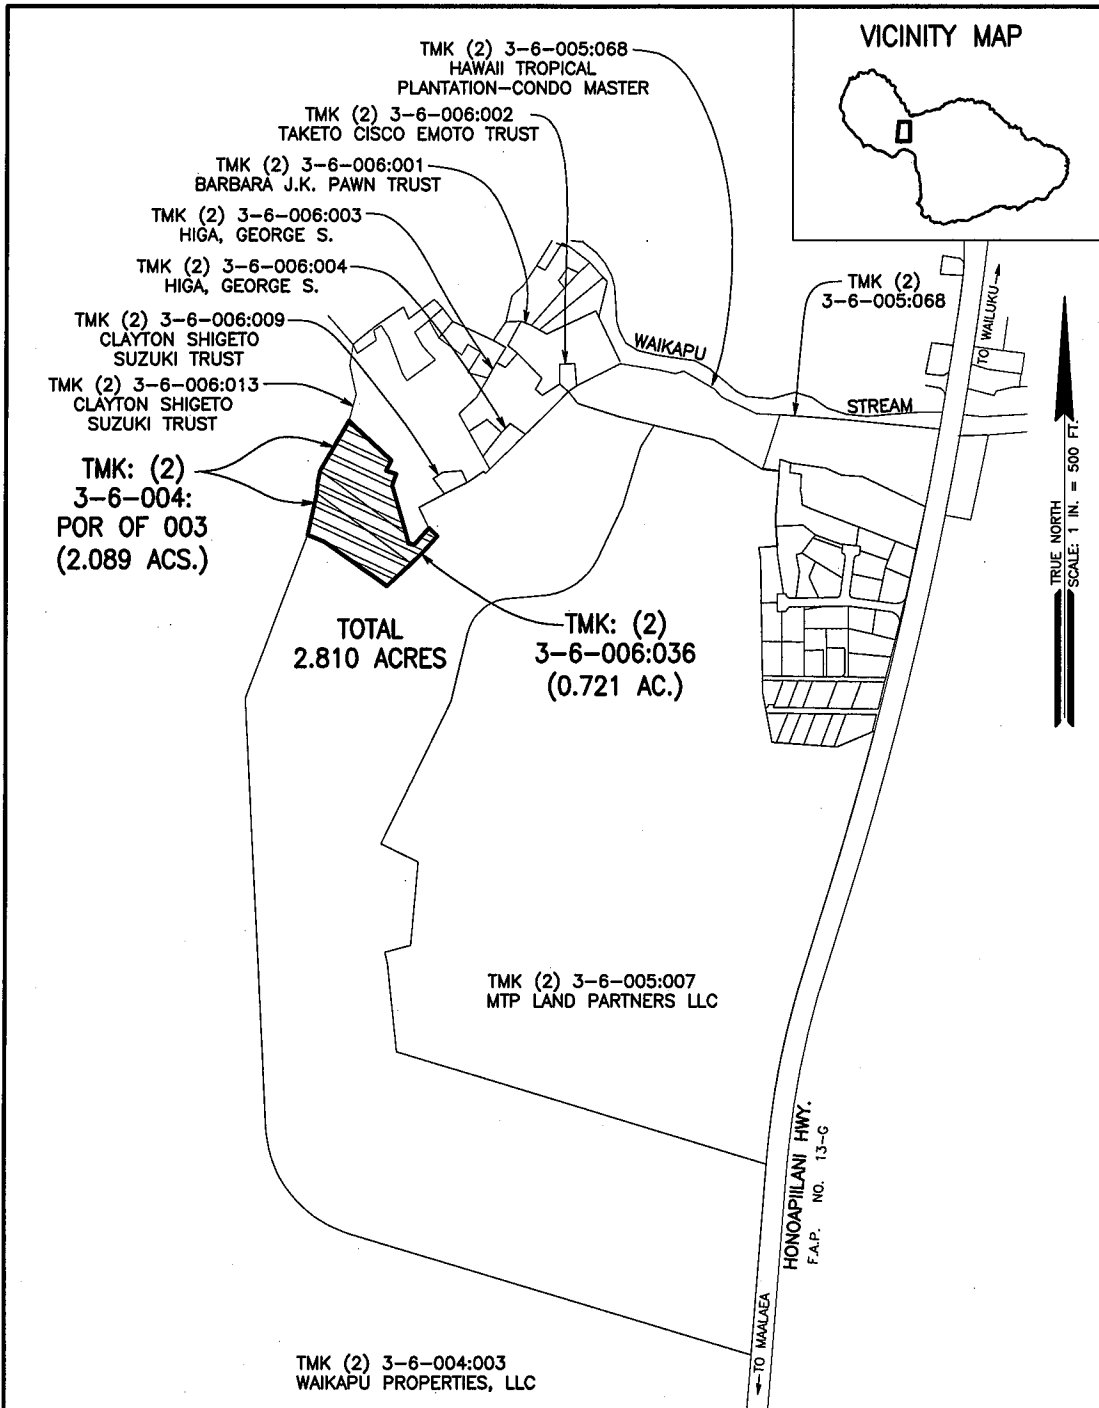 VICINITY MAP
TMK (2) 3-6-005:068
HAWAII TROPICAL
PLANTATION-CONDO MASTER
TMK (2) 3-6-006:002
TAKETO CISCO EMOTO TRUST
TMK (2) 3-6-006:001
BARBARA J.K. PAWN TRUST
TMK (2) 3-6-006:003
HIGA, GEORGE S.
TMK (2) 3-6-006:004
HIGA, GEORGE S.
TMK (2) 3-6-006:009
CLAYTON SHIGETO
SUZUKI TRUST
TMK (2) 3-6-006:013
CLAYTON SHIGETO
SUZUKI TRUST
TMK: (2)
3-6-004:
POR OF 003
(2.089 ACS.)
TMK (2)
3-6-005:068
WAIKAPU
STREAM
TO WAILUKU
TRUE NORTH
SCALE: 1 IN. = 500 FT.
TOTAL
2.810 ACRES
TMK: (2)
3-6-006:036
(0.721 AC.)
TMK (2) 3-6-005:007
MTP LAND PARTNERS LLC
HONOAPIILANI HWY.
F.A.P. NO. 13-G
TO MAALAEA
TMK (2) 3-6-004:003
WAIKAPU PROPERTIES, LLC